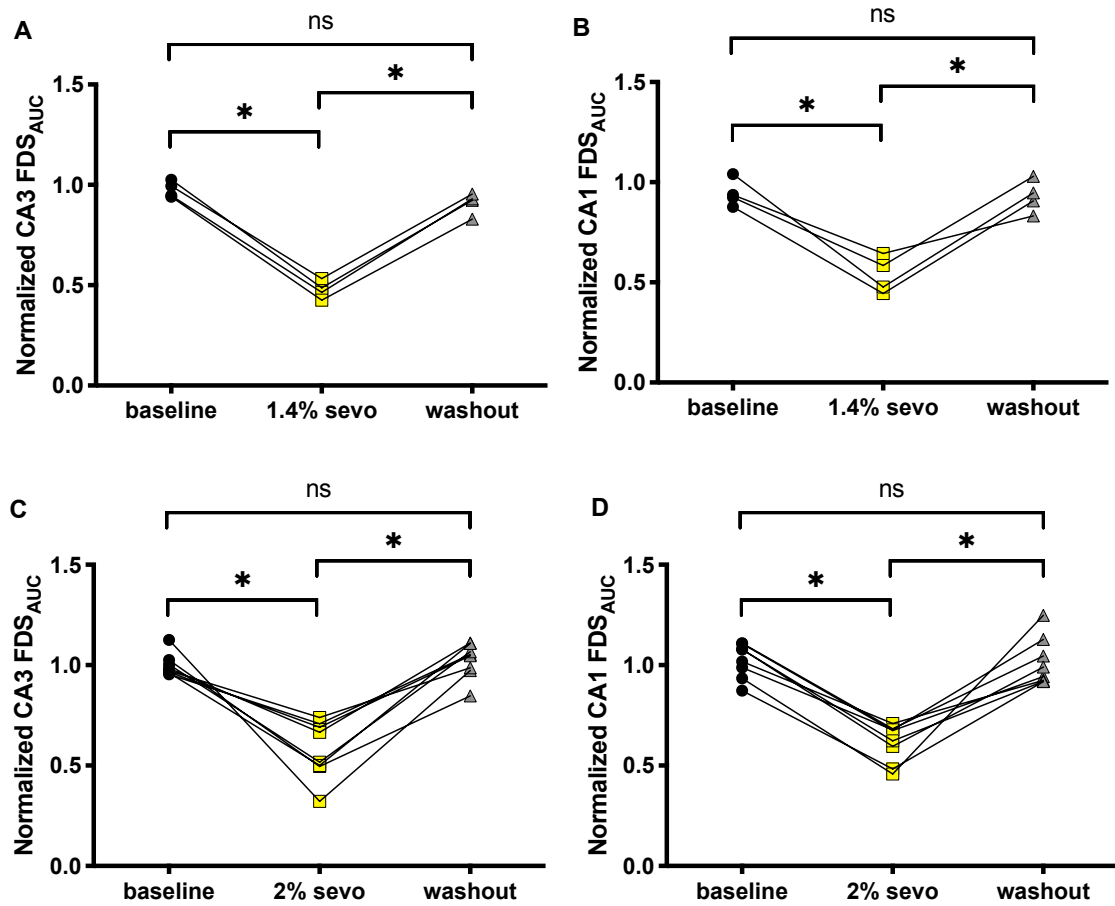 A
ns
*
*
Normalized CA3 FDSAUC
1.5
1.0
0.5
0.0
baseline 1.4% sevo washout
B
ns
*
*
Normalized CA1 FDSAUC
1.5
1.0
0.5
0.0
baseline 1.4% sevo washout
C
ns
*
*
Normalized CA3 FDSAUC
1.5
1.0
0.5
0.0
baseline 2% sevo washout
D
ns
*
*
Normalized CA1 FDSAUC
1.5
1.0
0.5
0.0
baseline 2% sevo washout